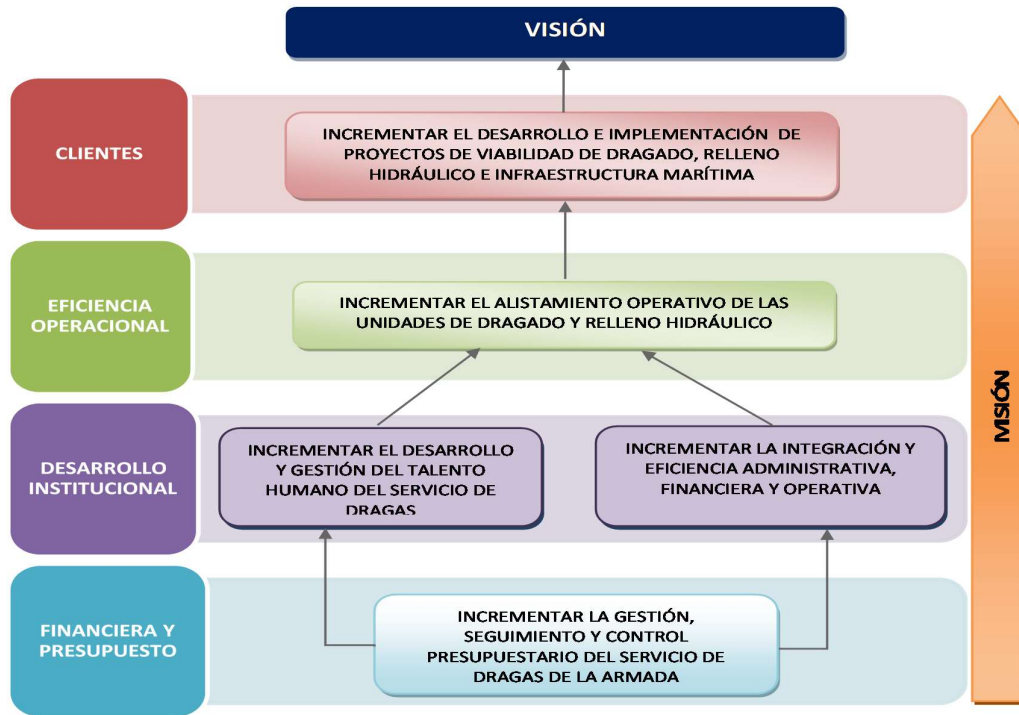 VISIÓN
CLIENTES
INCREMENTAR EL DESARROLLO E IMPLEMENTACIÓN DE
PROYECTOS DE VIABILIDAD DE DRAGADO, RELLENO
HIDRÁULICO E INFRAESTRUCTURA MARÍTIMA
EFICIENCIA
OPERACIONAL
INCREMENTAR EL ALISTAMIENTO OPERATIVO DE LAS
UNIDADES DE DRAGADO Y RELLENO HIDRÁULICO
MISIÓN
DESARROLLO
INSTITUCIONAL
INCREMENTAR EL DESARROLLO
Y GESTIÓN DEL TALENTO
HUMANO DEL SERVICIO DE
DRAGAS
INCREMENTAR LA INTEGRACIÓN Y
EFICIENCIA ADMINISTRATIVA,
FINANCIERA Y OPERATIVA
FINANCIERA Y
PRESUPUESTO
INCREMENTAR LA GESTIÓN,
SEGUIMIENTO Y CONTROL
PRESUPUESTARIO DEL SERVICIO DE
DRAGAS DE LA ARMADA